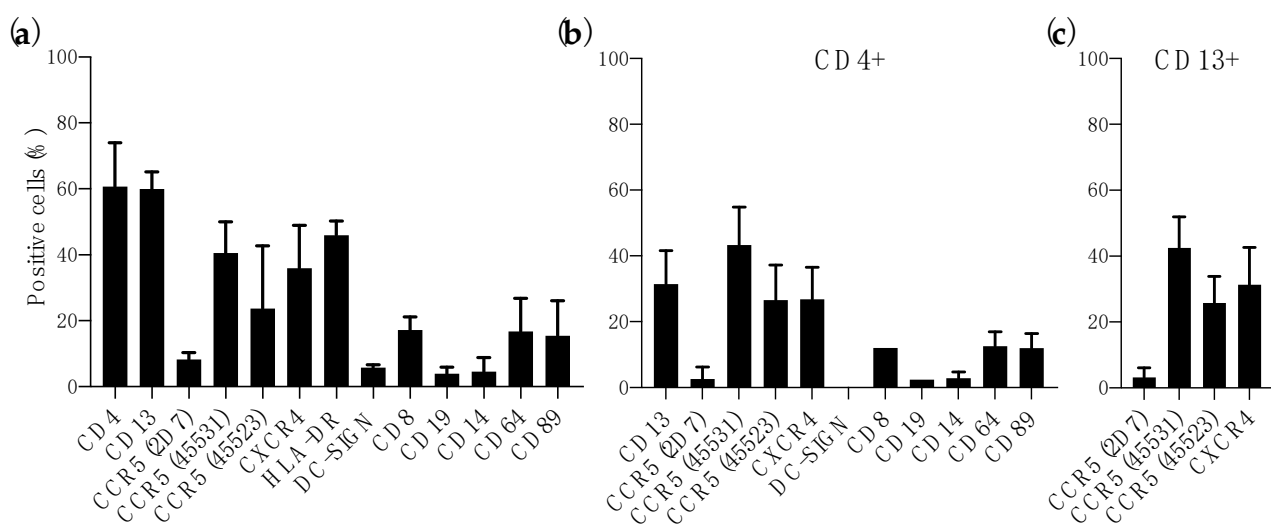 (a)
Positive cells (%)
100
80
60
40
20
0
CD4
CD13
CCR5 (2D7)
CCR5 (45531)
CCR5 (45523)
CXCR4
HLA-DR
DC-SIGN
CD8
CD19
CD14
CD64
CD89
(b)
CD4+
100
80
60
40
20
0
CD13
CCR5 (2D7)
CCR5 (45531)
CCR5 (45523)
CXCR4
DC-SIGN
CD8
CD19
CD14
CD64
CD89
(c)
CD13+
100
80
60
40
20
0
CCR5 (2D7)
CCR5 (45531)
CCR5 (45523)
CXCR4